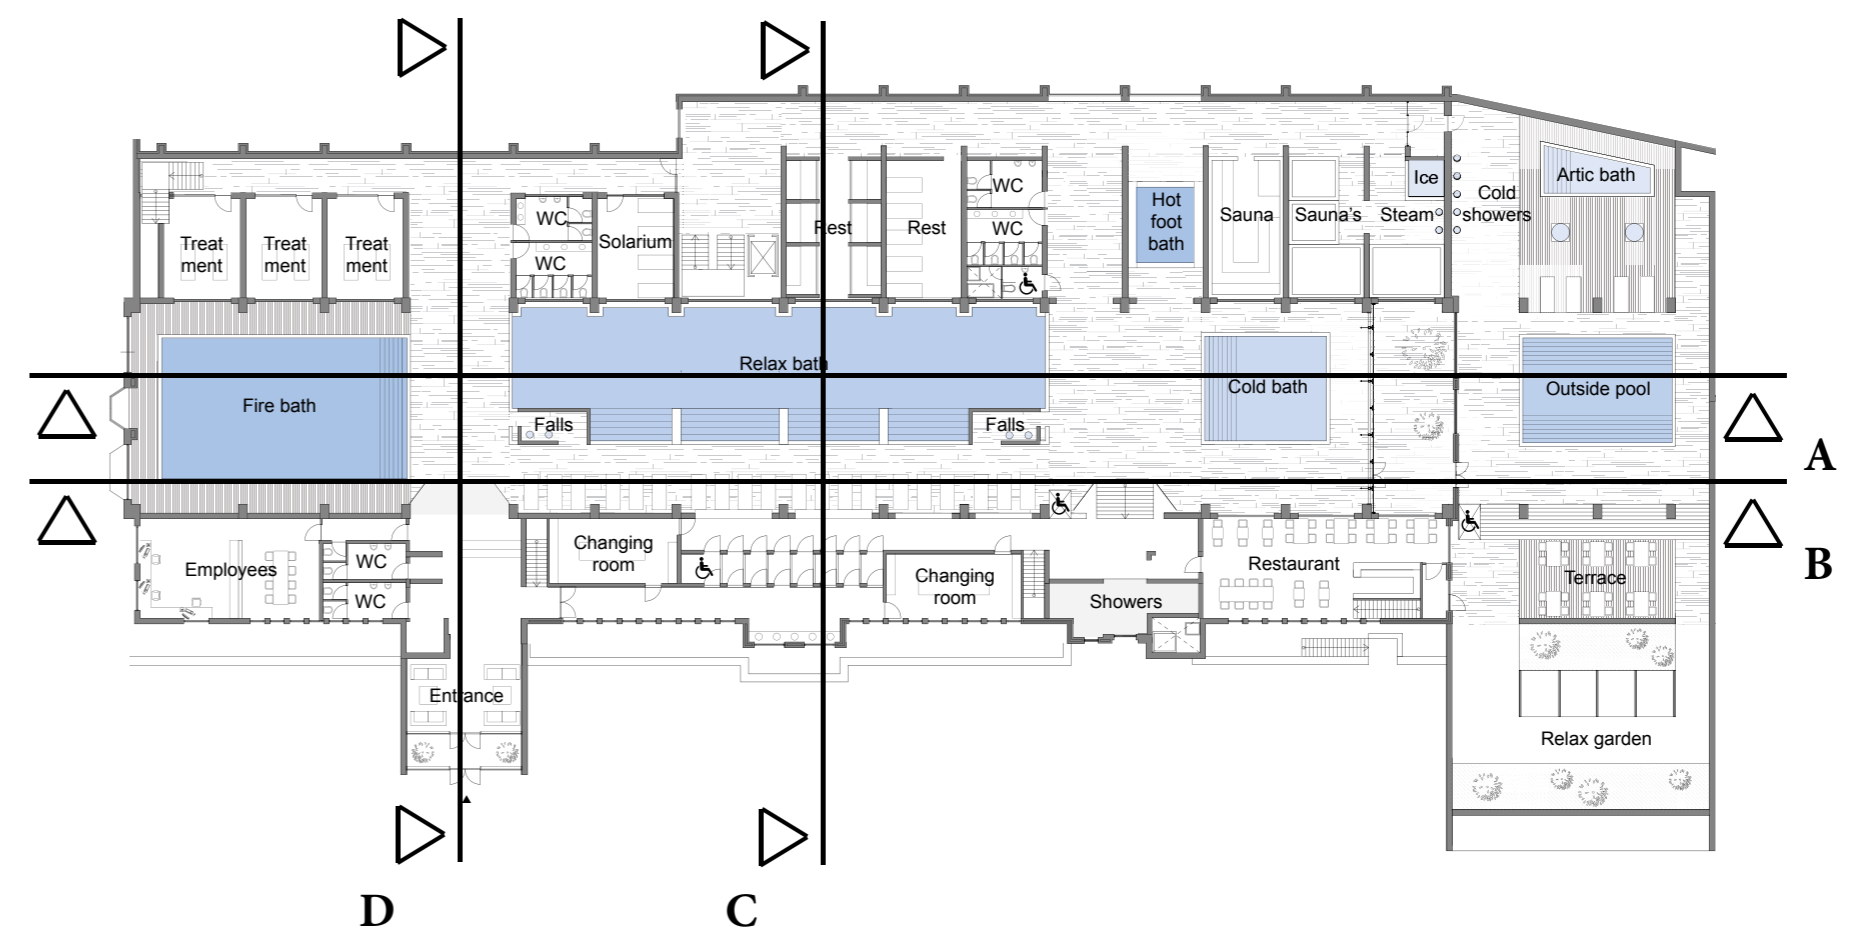 Ice
Artic bath
Cold
showers
Hot
foot
bath
Sauna
Sauna's
Steam
WC
WC
Rest
Rest
WC
WC
Solarium
Treat
ment
Treat
ment
Treat
ment
Relax bath
Fire bath
Cold bath
Outside pool
Falls
Falls
A
Changing
room
Employees
WC
WC
Changing
room
Showers
Restaurant
Terrace
B
Entrance
Relax garden
D
C